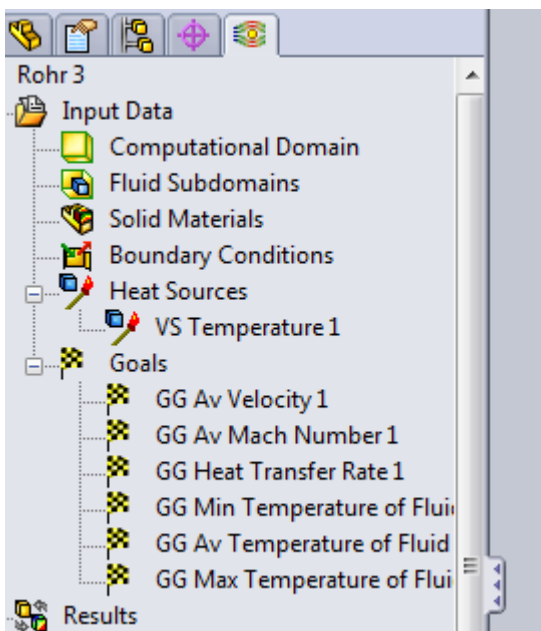 Rohr 3
Input Data
Computational Domain
Fluid Subdomains
Solid Materials
Boundary Conditions
Heat Sources
VS Temperature 1
Goals
GG Av Velocity 1
GG Av Mach Number 1
GG Heat Transfer Rate 1
GG Min Temperature of Flui
GG Av Temperature of Fluid
GG Max Temperature of Flui
Results